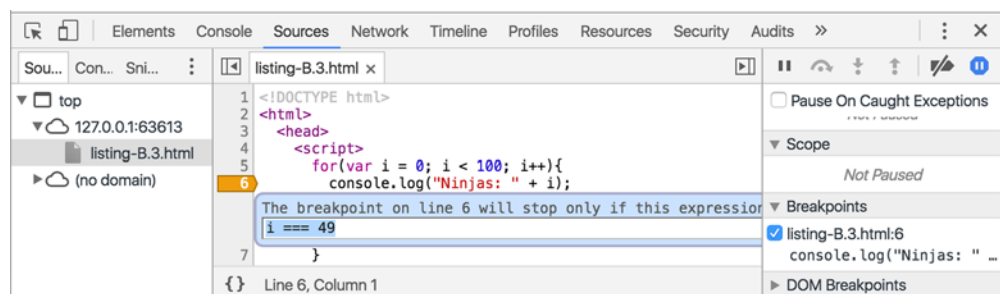 Elements Console Sources Network Timeline Profiles Resources Security Audits »
Sou... Con... Sni...
top
127.0.0.1:63613
listing-B.3.html
(no domain)
listing-B.3.html ×
1 <!DOCTYPE html>
2 <html>
3 <head>
4 <script>
5 for(var i = 0; i < 100; i++){
6 console.log("Ninjas: " + i);
The breakpoint on line 6 will stop only if this expression
i === 49
7 }
{} Line 6, Column 1
Pause On Caught Exceptions
Not Paused
Scope
Not Paused
Breakpoints
listing-B.3.html:6
console.log("Ninjas: " …
DOM Breakpoints